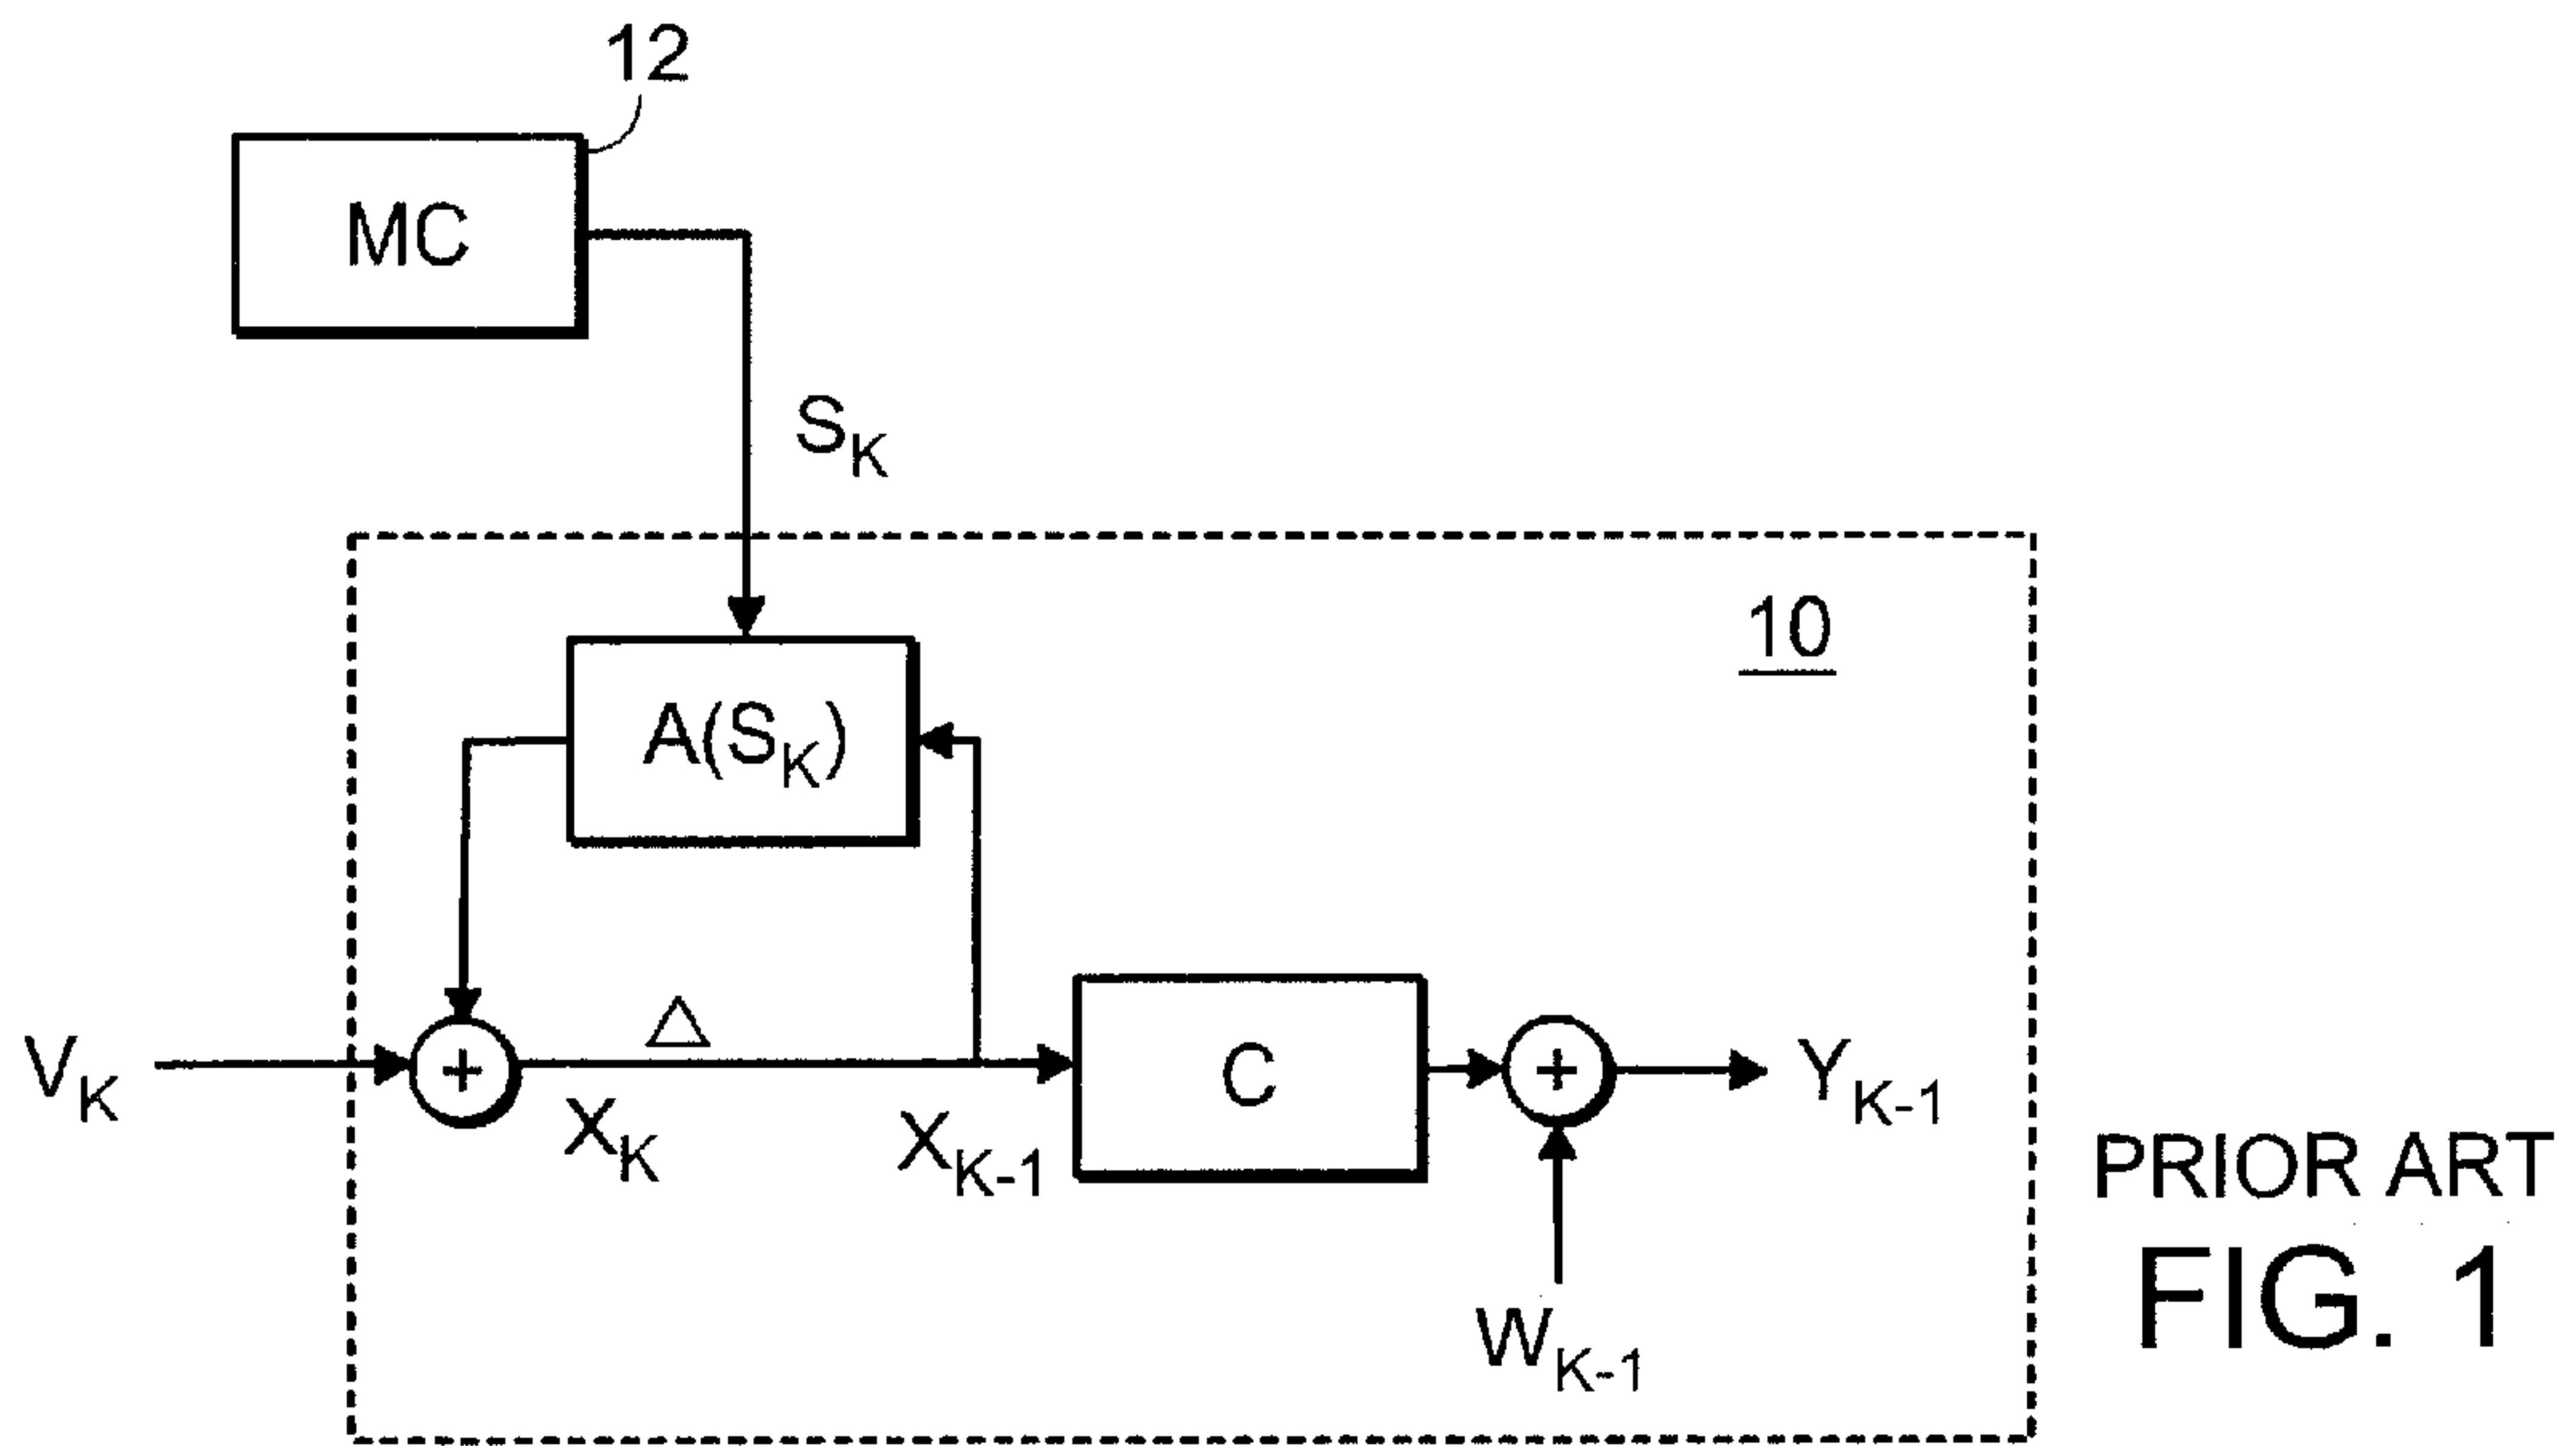 12
MC
S_K
10
A(S_K)
△
V_K
+
X_K
X_K-1
C
+
Y_K-1
W_K-1
PRIOR ART
FIG. 1